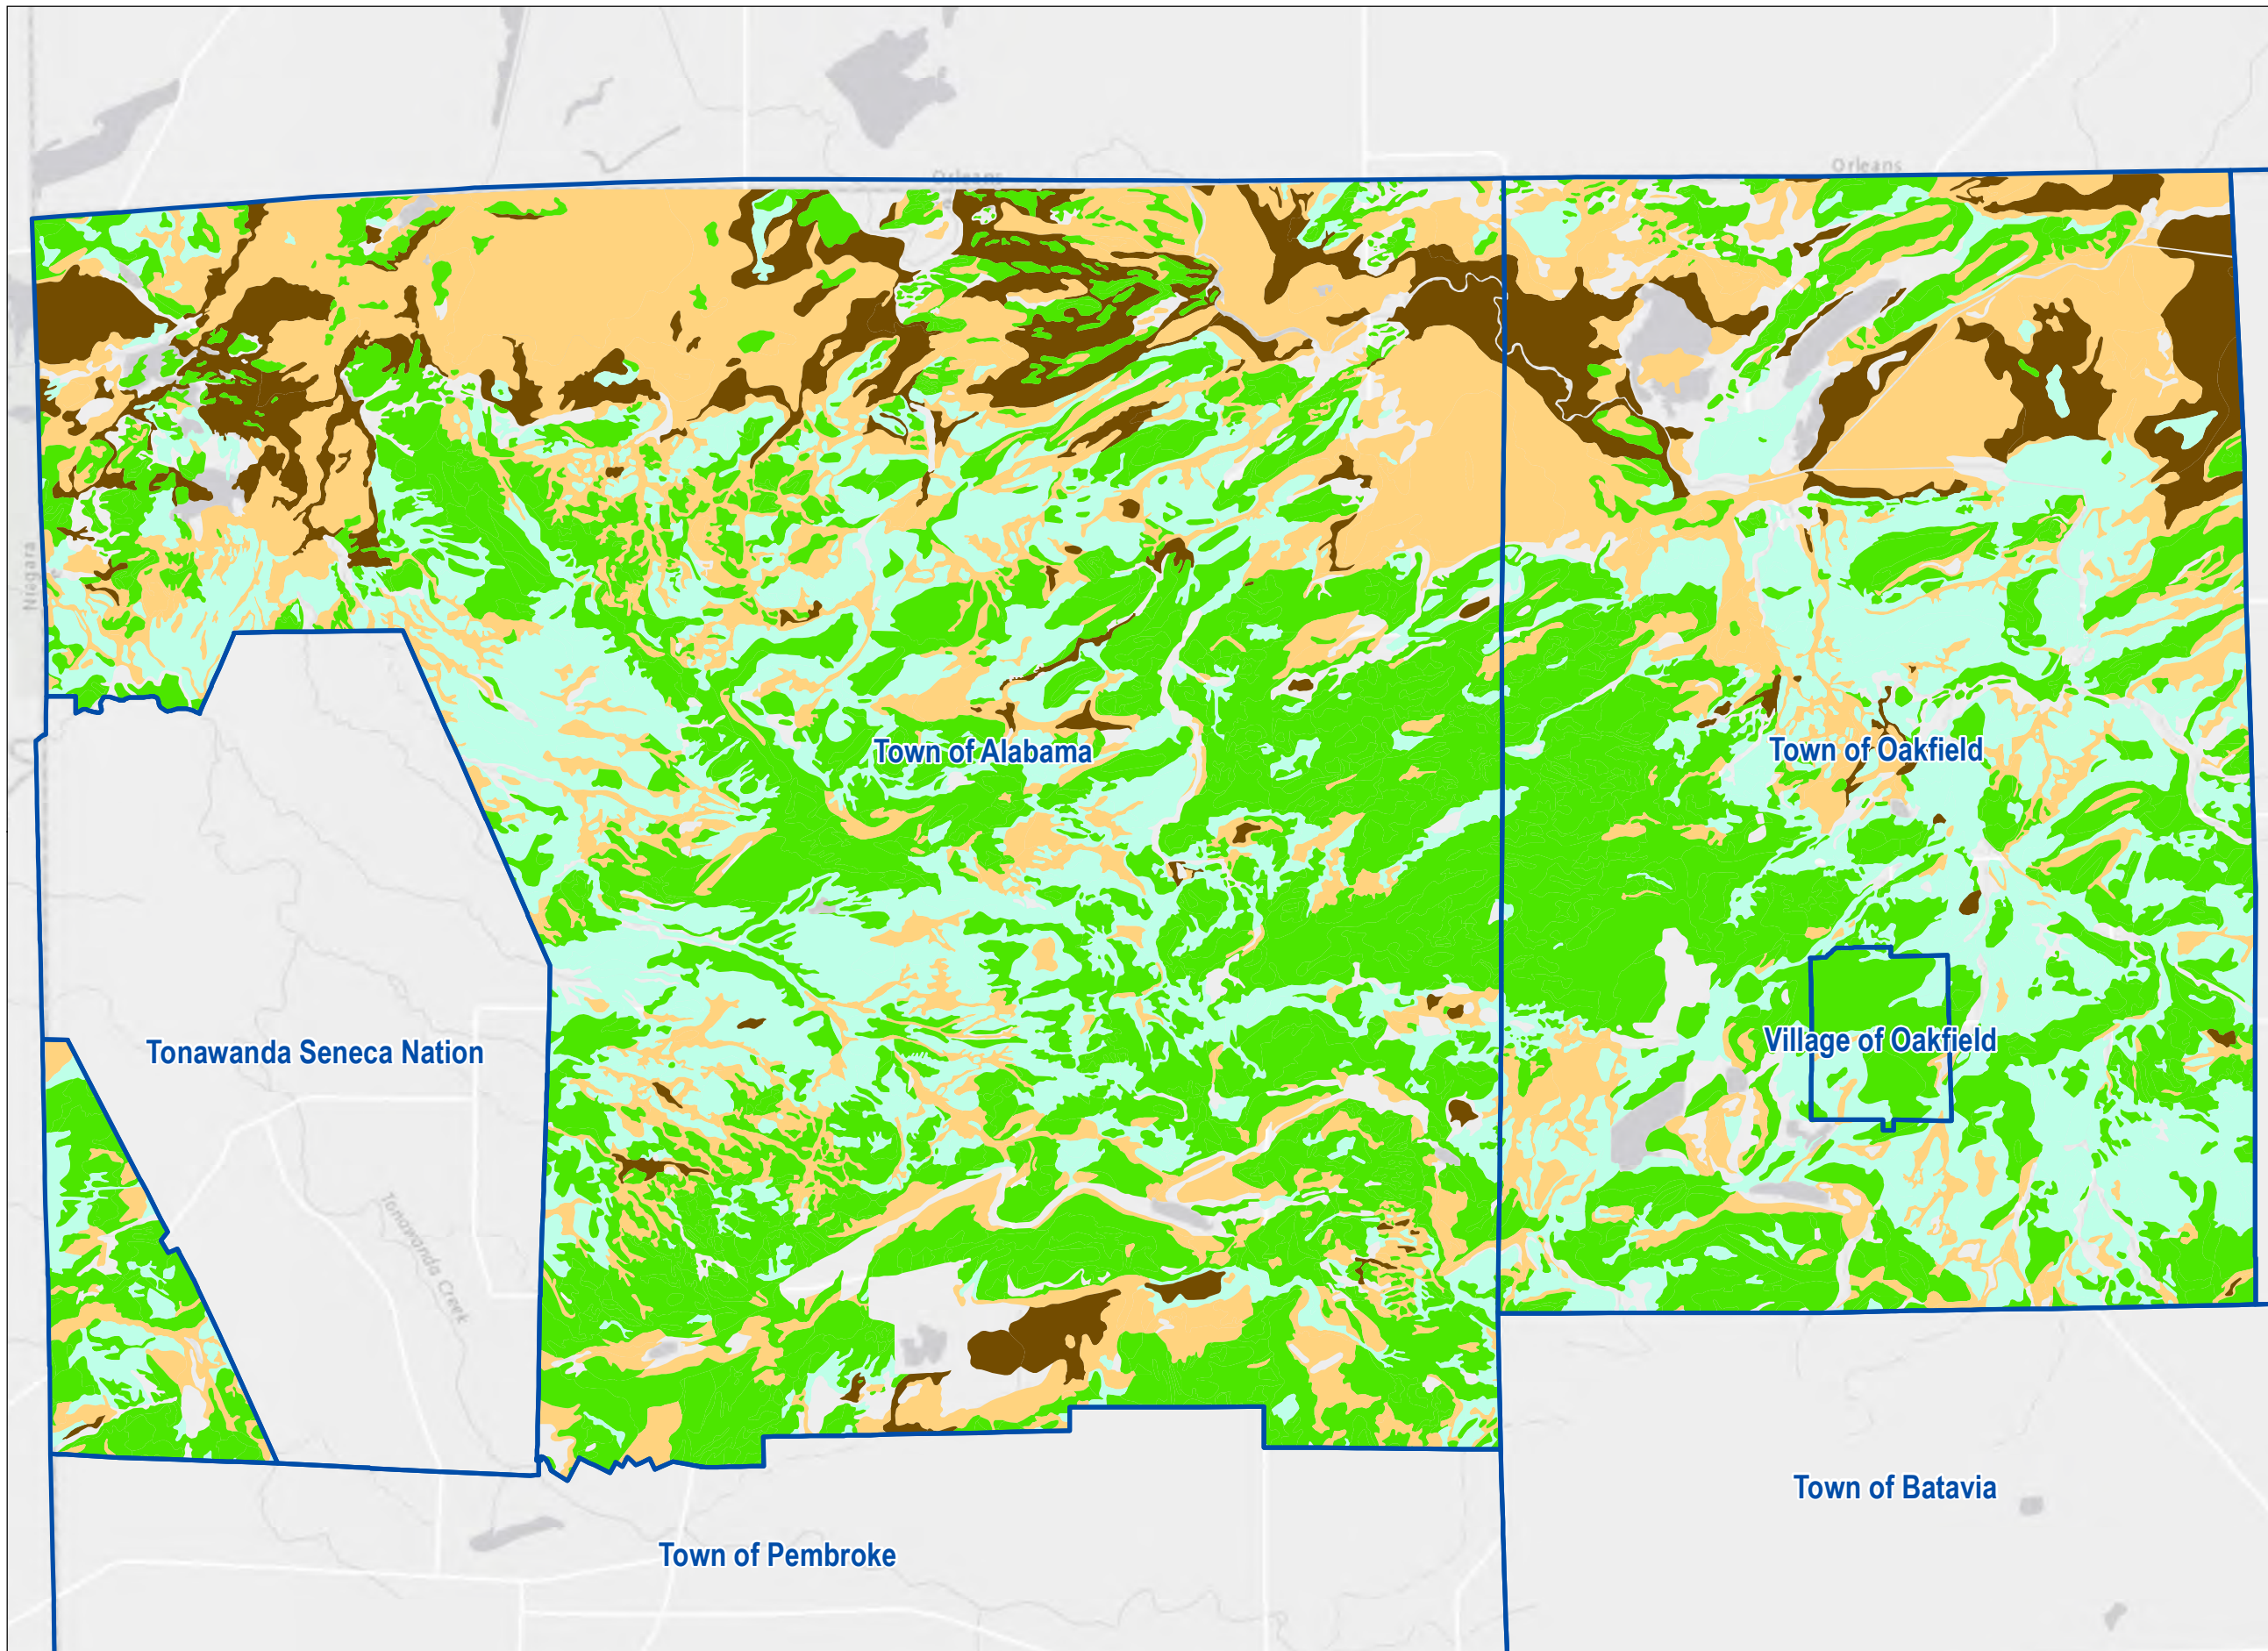 Orleans
Orleans
Niagara
Town of Alabama
Town of Oakfield
Tonawanda Seneca Nation
Village of Oakfield
Tonawanda Creek
Town of Batavia
Town of Pembroke